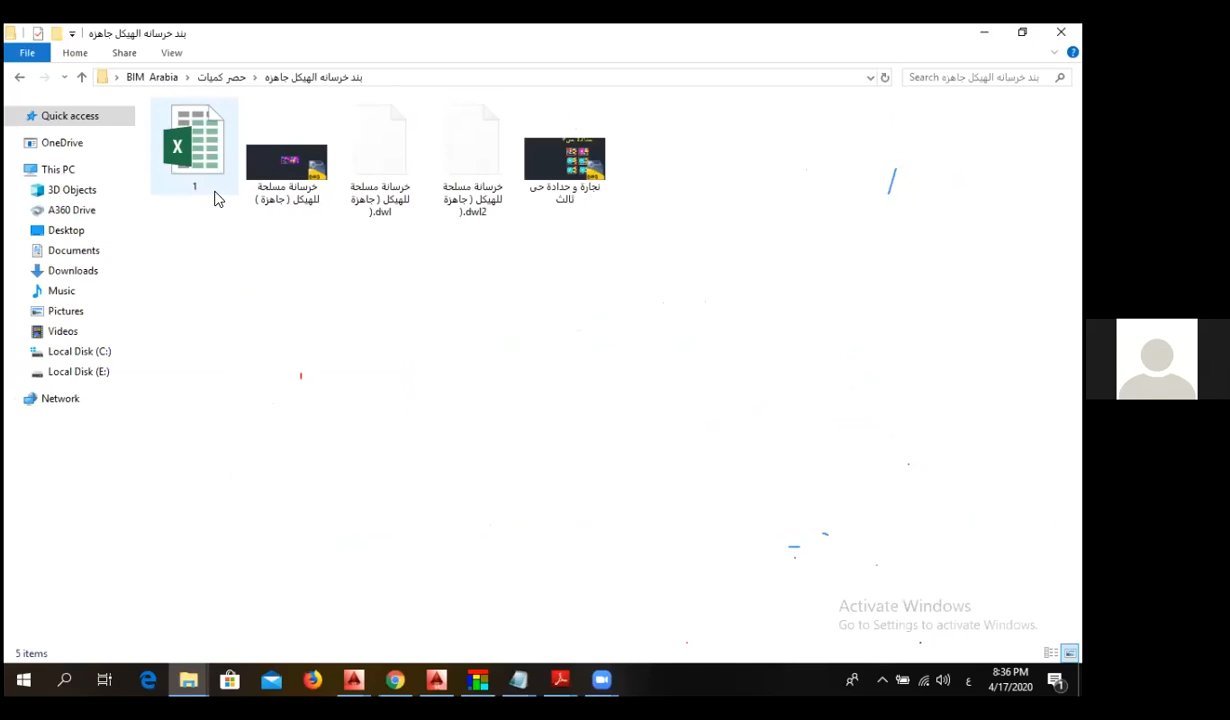 بند خرسانه الهيكل جاهزه
File Home Share View
BIM Arabia › حصر كميات › بند خرسانه الهيكل جاهزه
Search بند خرسانه الهيكل جاهزه
Quick access
OneDrive
This PC
3D Objects
A360 Drive
Desktop
Documents
Downloads
Music
Pictures
Videos
Local Disk (C:)
Local Disk (E:)
Network
1
خرسانة مسلحة
للهيكل ( جاهزة )
خرسانة مسلحة
للهيكل ( جاهزة
).dwl
خرسانة مسلحة
للهيكل ( جاهزة
).dwl2
نجارة و حدادة حى
ثالث
Activate Windows
Go to Settings to activate Windows.
5 items
ع
8:36 PM
4/17/2020
1